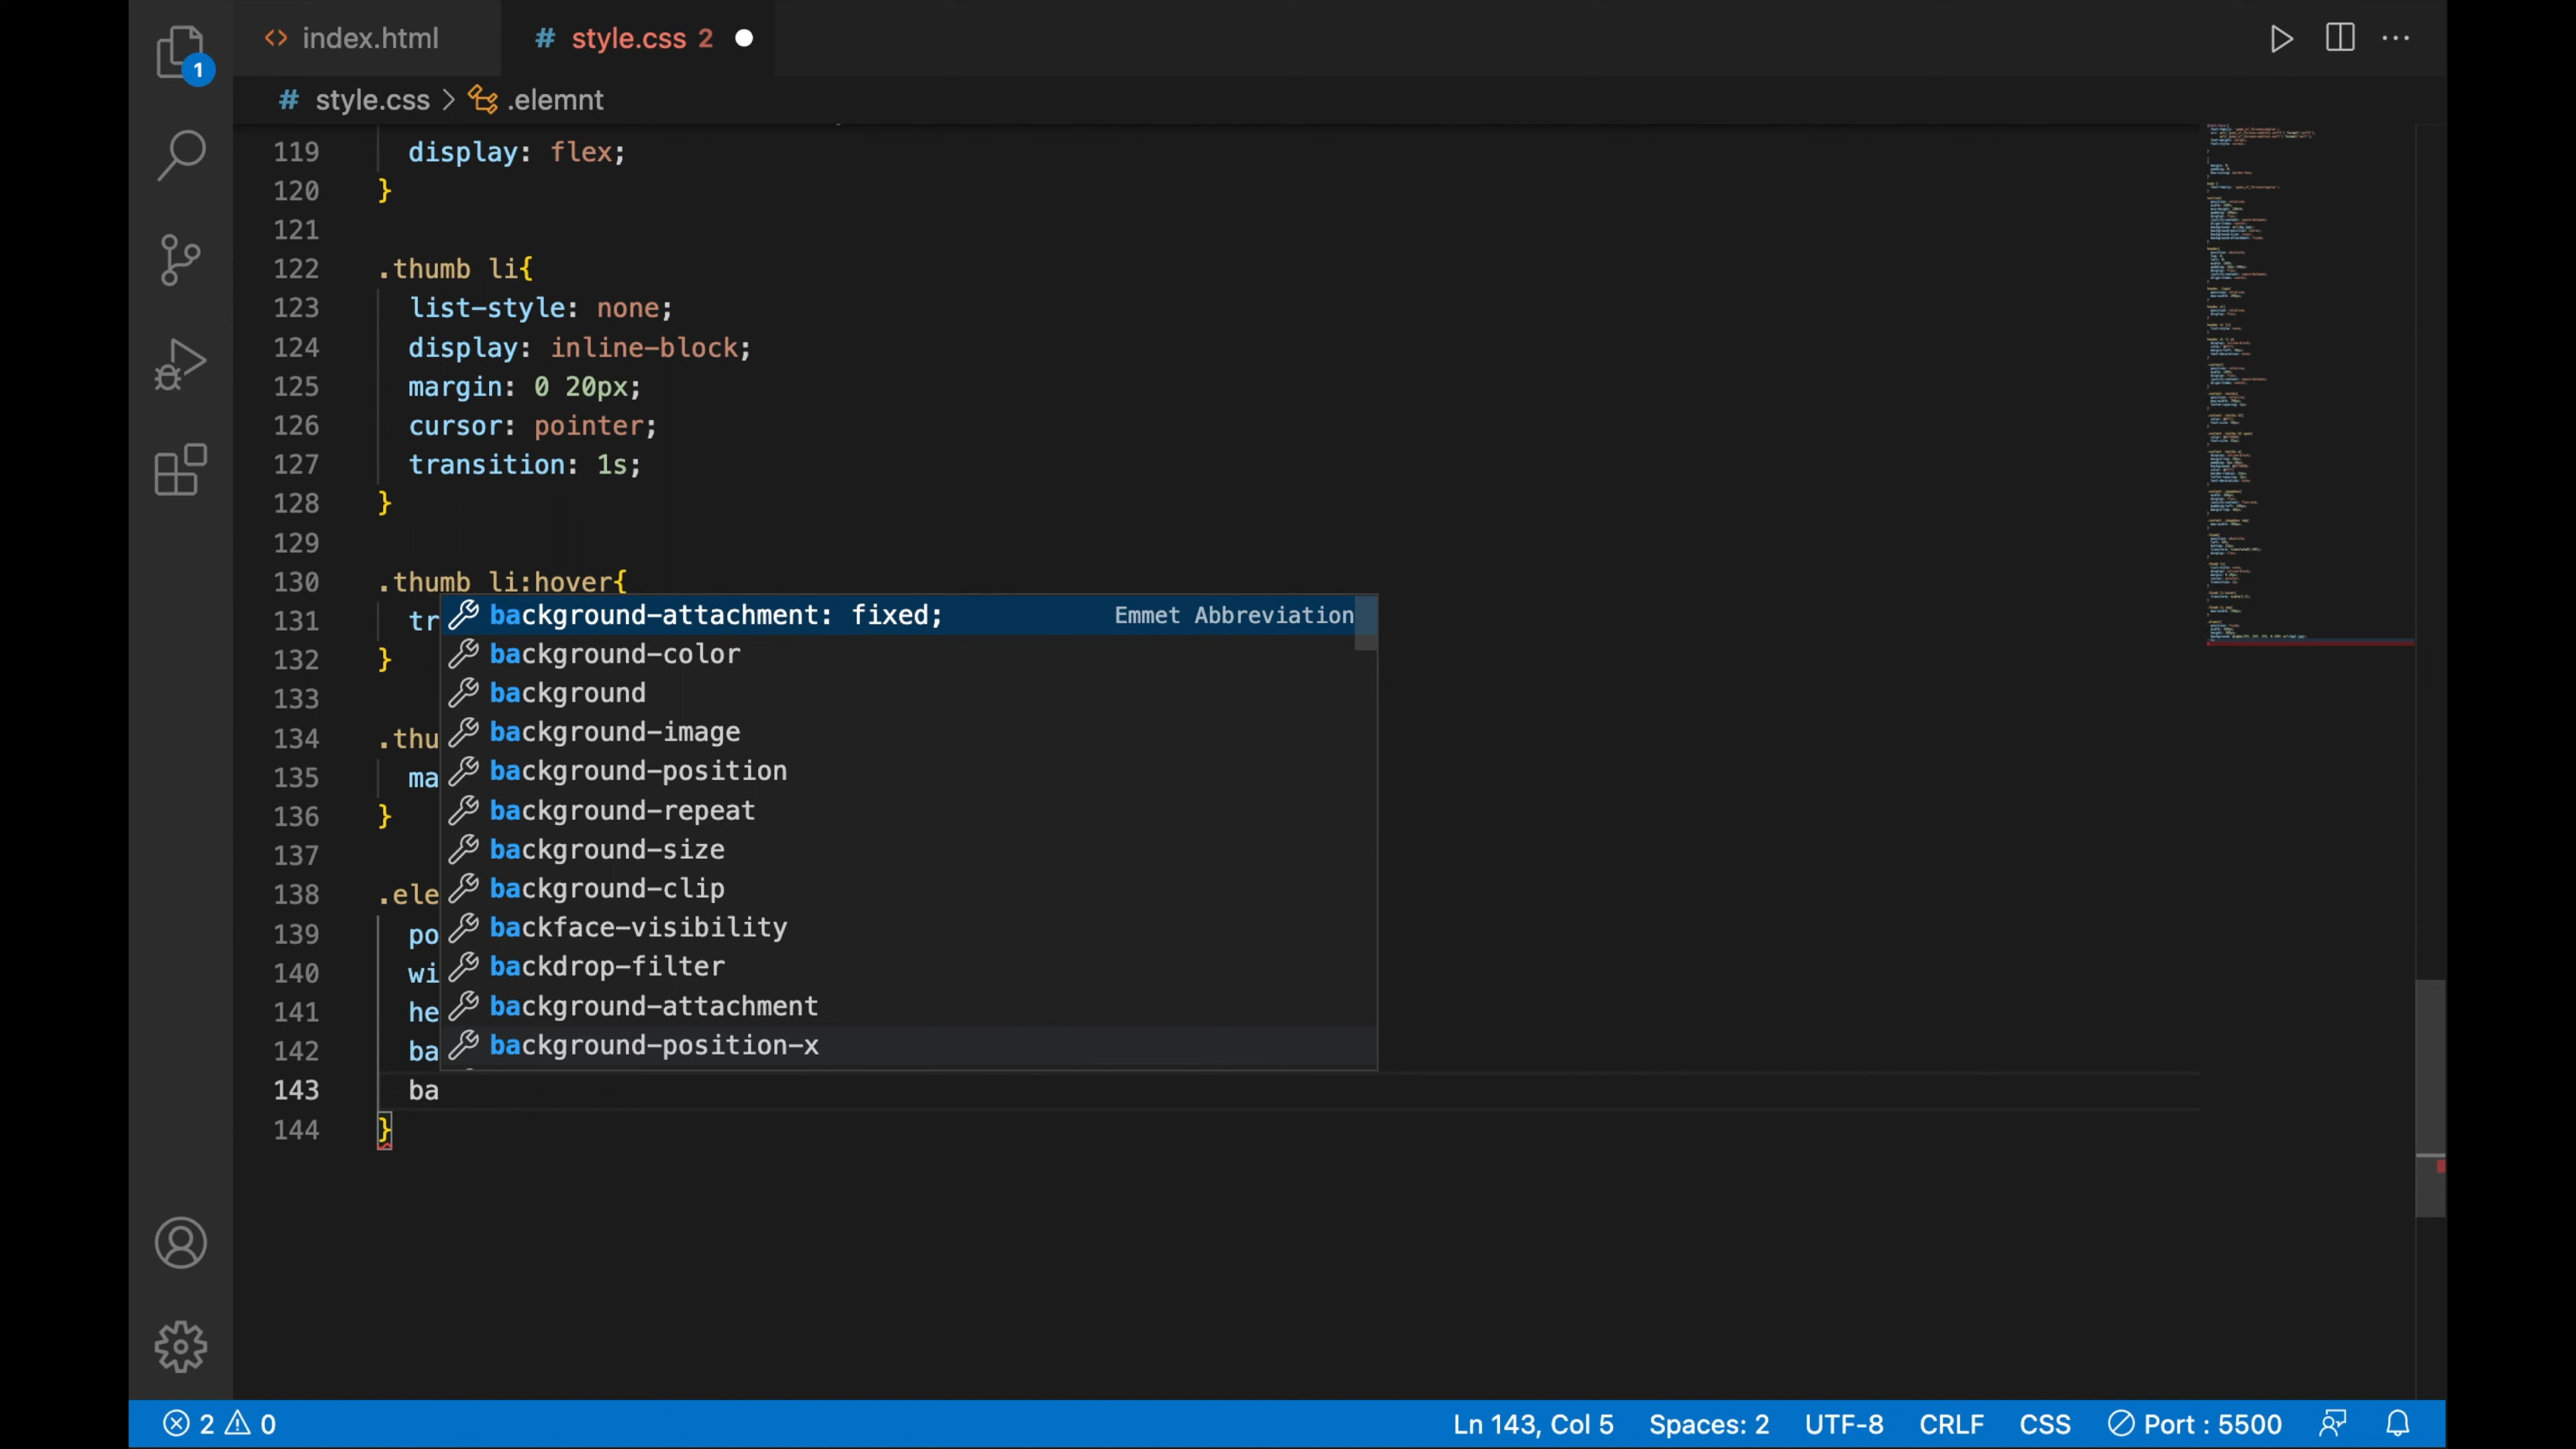 1
index.html
# style.css 2
# style.css > .elemnt
119 display: flex;
120 }
121
122 .thumb li{
123 list-style: none;
124 display: inline-block;
125 margin: 0 20px;
126 cursor: pointer;
127 transition: 1s;
128 }
129
130 .thumb li:hover{
131 tr
132 }
133
134 .thu
135 ma
136 }
137
138 .ele
139 po
140 wi
141 he
142 ba
143 ba
144 }
background-attachment: fixed; Emmet Abbreviation
background-color
background
background-image
background-position
background-repeat
background-size
background-clip
backface-visibility
backdrop-filter
background-attachment
background-position-x
2 0 Ln 143, Col 5 Spaces: 2 UTF-8 CRLF CSS Port : 5500